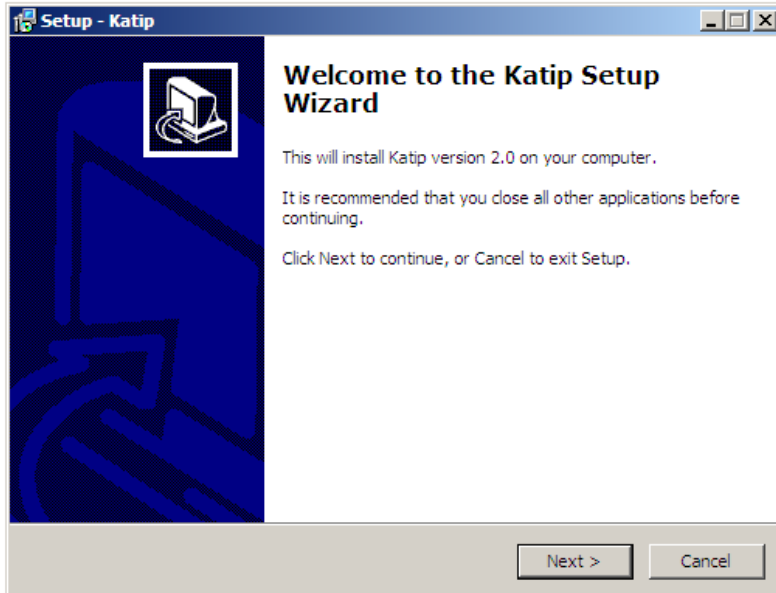 Setup - Katip
Welcome to the Katip Setup
Wizard
This will install Katip version 2.0 on your computer.
It is recommended that you close all other applications before
continuing.
Click Next to continue, or Cancel to exit Setup.
Next >
Cancel